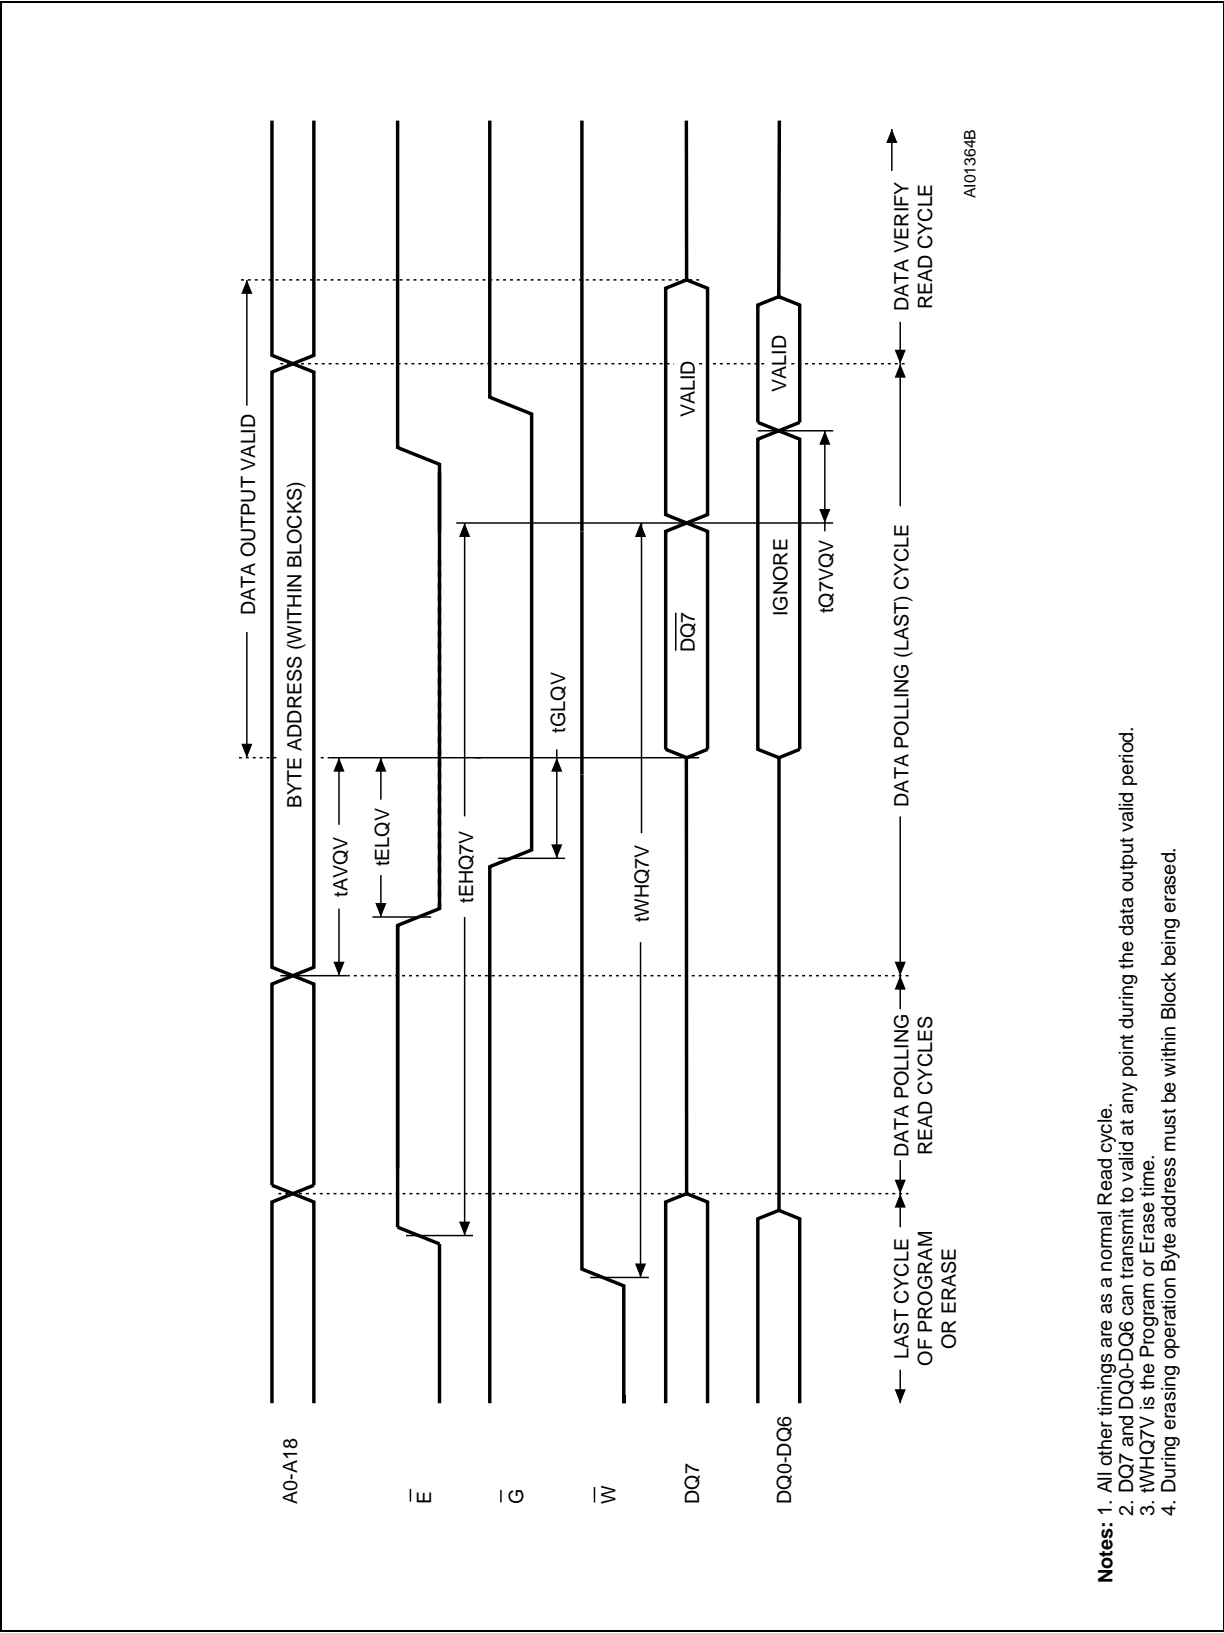 DATA OUTPUT VALID
A0-A18
BYTE ADDRESS (WITHIN BLOCKS)
tAVQV
tELQV
E
tEHQ7V
G
tGLQV
W
tWHQ7V
DQ7
DQ7
VALID
DQ0-DQ6
IGNORE
VALID
tQ7VQV
LAST CYCLE
OF PROGRAM
OR ERASE
DATA POLLING
READ CYCLES
DATA POLLING (LAST) CYCLE
DATA VERIFY
READ CYCLE
AI01364B
Notes: 1. All other timings are as a normal Read cycle.
2. DQ7 and DQ0-DQ6 can transmit to valid at any point during the data output valid period.
3. tWHQ7V is the Program or Erase time.
4. During erasing operation Byte address must be within Block being erased.